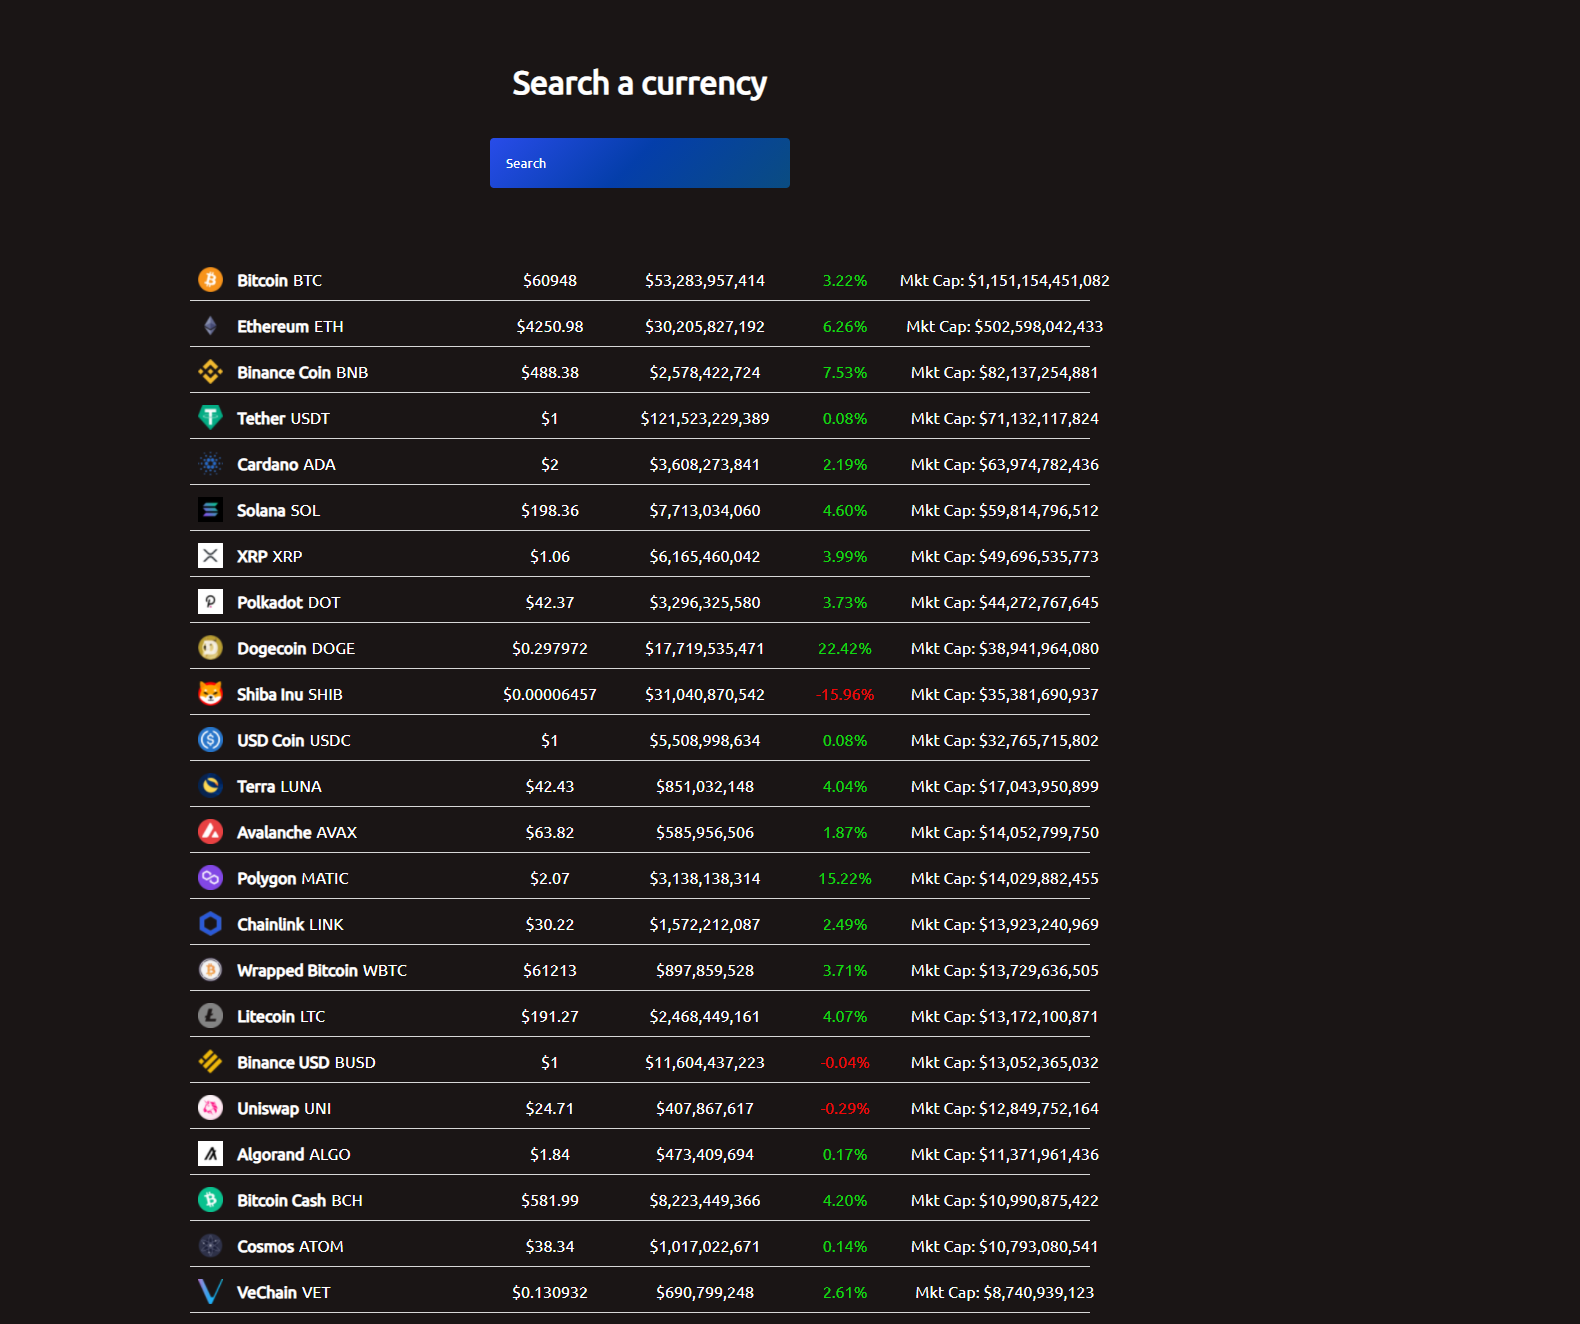 Search a currency
Search
Bitcoin BTC $60948 $53,283,957,414 3.22% Mkt Cap: $1,151,154,451,082
Ethereum ETH $4250.98 $30,205,827,192 6.26% Mkt Cap: $502,598,042,433
Binance Coin BNB $488.38 $2,578,422,724 7.53% Mkt Cap: $82,137,254,881
Tether USDT $1 $121,523,229,389 0.08% Mkt Cap: $71,132,117,824
Cardano ADA $2 $3,608,273,841 2.19% Mkt Cap: $63,974,782,436
Solana SOL $198.36 $7,713,034,060 4.60% Mkt Cap: $59,814,796,512
XRP XRP $1.06 $6,165,460,042 3.99% Mkt Cap: $49,696,535,773
Polkadot DOT $42.37 $3,296,325,580 3.73% Mkt Cap: $44,272,767,645
Dogecoin DOGE $0.297972 $17,719,535,471 22.42% Mkt Cap: $38,941,964,080
Shiba Inu SHIB $0.00006457 $31,040,870,542 -15.96% Mkt Cap: $35,381,690,937
USD Coin USDC $1 $5,508,998,634 0.08% Mkt Cap: $32,765,715,802
Terra LUNA $42.43 $851,032,148 4.04% Mkt Cap: $17,043,950,899
Avalanche AVAX $63.82 $585,956,506 1.87% Mkt Cap: $14,052,799,750
Polygon MATIC $2.07 $3,138,138,314 15.22% Mkt Cap: $14,029,882,455
Chainlink LINK $30.22 $1,572,212,087 2.49% Mkt Cap: $13,923,240,969
Wrapped Bitcoin WBTC $61213 $897,859,528 3.71% Mkt Cap: $13,729,636,505
Litecoin LTC $191.27 $2,468,449,161 4.07% Mkt Cap: $13,172,100,871
Binance USD BUSD $1 $11,604,437,223 -0.04% Mkt Cap: $13,052,365,032
Uniswap UNI $24.71 $407,867,617 -0.29% Mkt Cap: $12,849,752,164
Algorand ALGO $1.84 $473,409,694 0.17% Mkt Cap: $11,371,961,436
Bitcoin Cash BCH $581.99 $8,223,449,366 4.20% Mkt Cap: $10,990,875,422
Cosmos ATOM $38.34 $1,017,022,671 0.14% Mkt Cap: $10,793,080,541
VeChain VET $0.130932 $690,799,248 2.61% Mkt Cap: $8,740,939,123